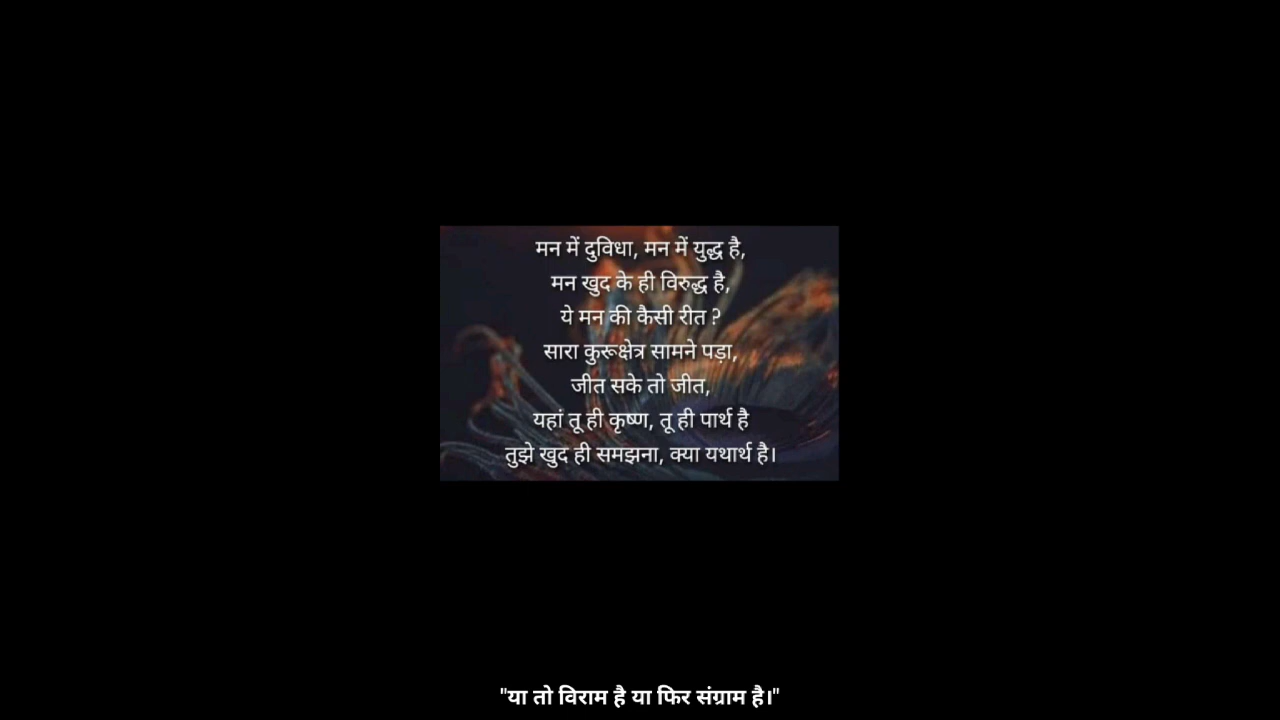 मन में दुविधा, मन में युद्ध है,
मन खुद के ही विरुद्ध है,
ये मन की कैसी रीत ?
सारा कुरूक्षेत्र सामने पड़ा,
जीत सके तो जीत,
यहां तू ही कृष्ण, तू ही पार्थ है
तुझे खुद ही समझना, क्या यथार्थ है।
"या तो विराम है या फिर संग्राम है।"